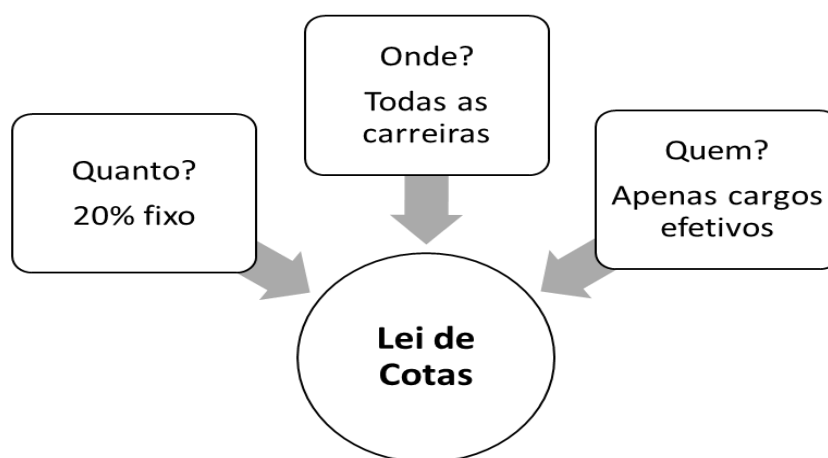 Quanto?
20% fixo
Onde?
Todas as
carreiras
Quem?
Apenas cargos
efetivos
Lei de
Cotas